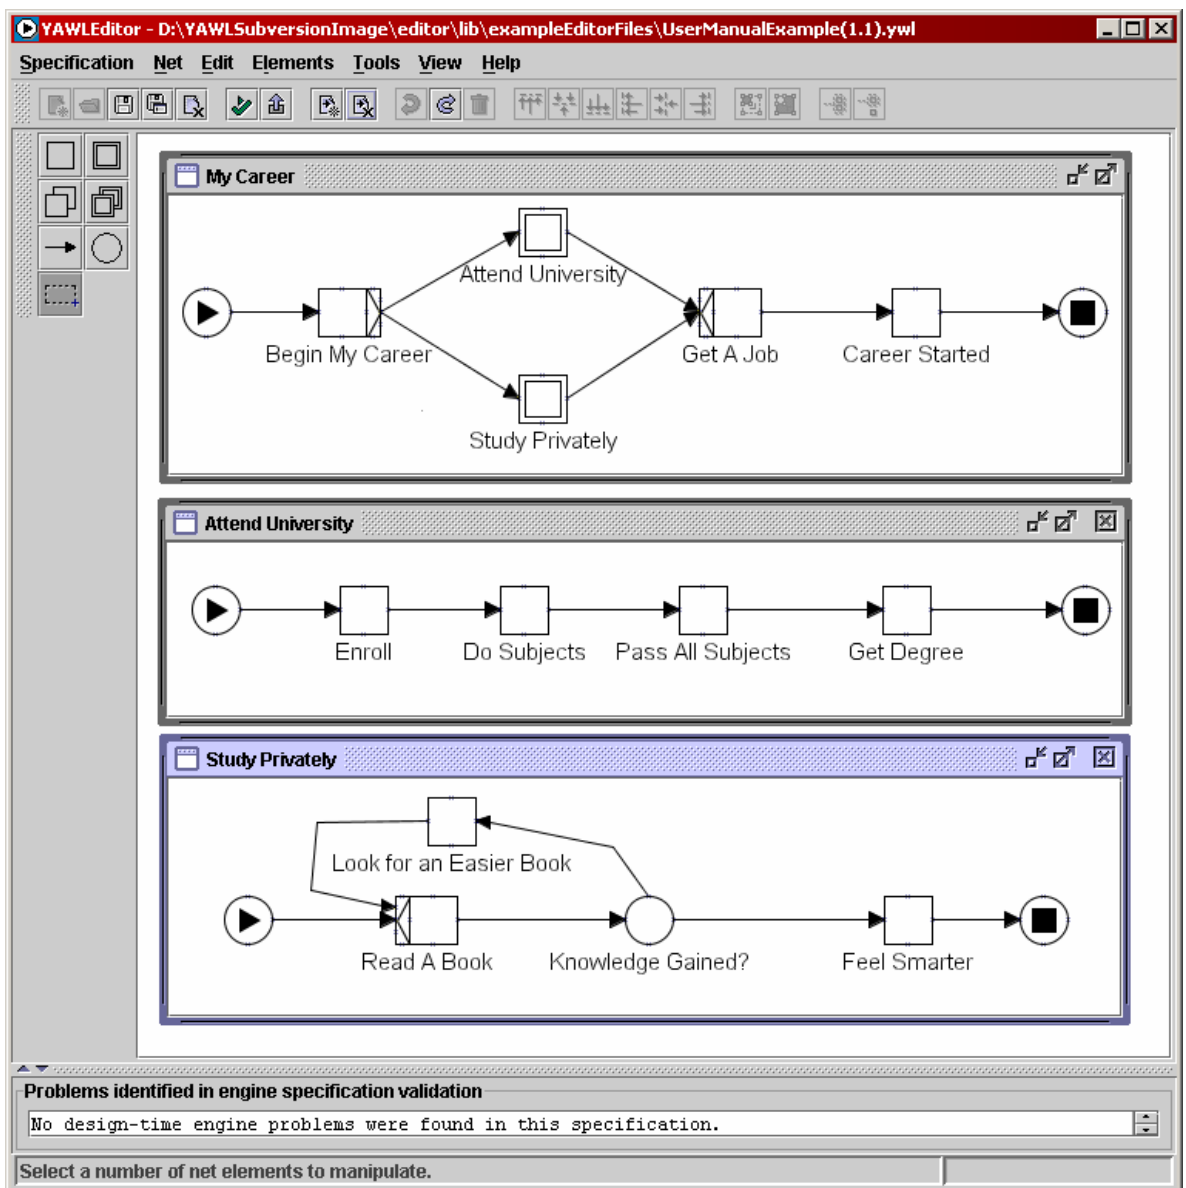 YAWLEditor - D:\YAWLSubversionImage\editor\lib\exampleEditorFiles\UserManualExample(1.1).ywl
Specification Net Edit Elements Tools View Help
My Career
Attend University
Begin My Career
Get A Job
Career Started
Study Privately
Attend University
Enroll
Do Subjects
Pass All Subjects
Get Degree
Study Privately
Look for an Easier Book
Read A Book
Knowledge Gained?
Feel Smarter
Problems identified in engine specification validation
No design-time engine problems were found in this specification.
Select a number of net elements to manipulate.